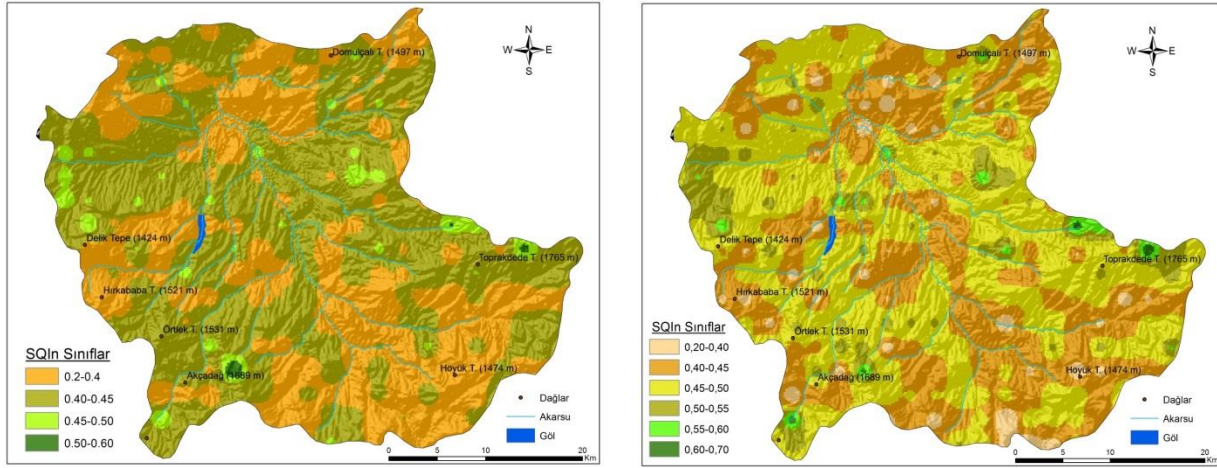 N
W E
S
Domulçalı T. (1497 m)
Delik Tepe (1424 m)
Toprakdede T. (1765 m)
Hırkababa T. (1521 m)
Örtlek T. (1531 m)
Akçadağ (1689 m)
Höyük T. (1474 m)
SQIn Sınıflar
0.2-0.4
0.40-0.45
0.45-0.50
0.50-0.60
Dağlar
Akarsu
Göl
0 5 10 20
Km
N
W E
S
Domulçalı T. (1497 m)
Delik Tepe (1424 m)
Toprakdede T. (1765 m)
Hırkababa T. (1521 m)
Örtlek T. (1531 m)
Akçadağ (1689 m)
Höyük T. (1474 m)
SQIn Sınıflar
0,20-0,40
0,40-0,45
0,45-0,50
0,50-0,55
0,55-0,60
0,60-0,70
Dağlar
Akarsu
Göl
0 5 10 20
Km